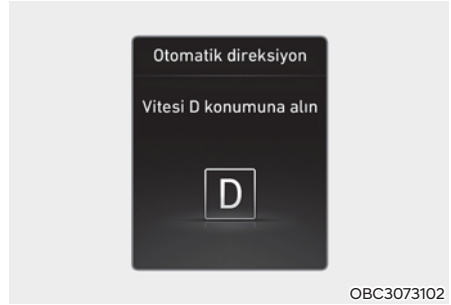 Otomatik direksiyon
Vitesi D konumuna alın
D
OBC3073102